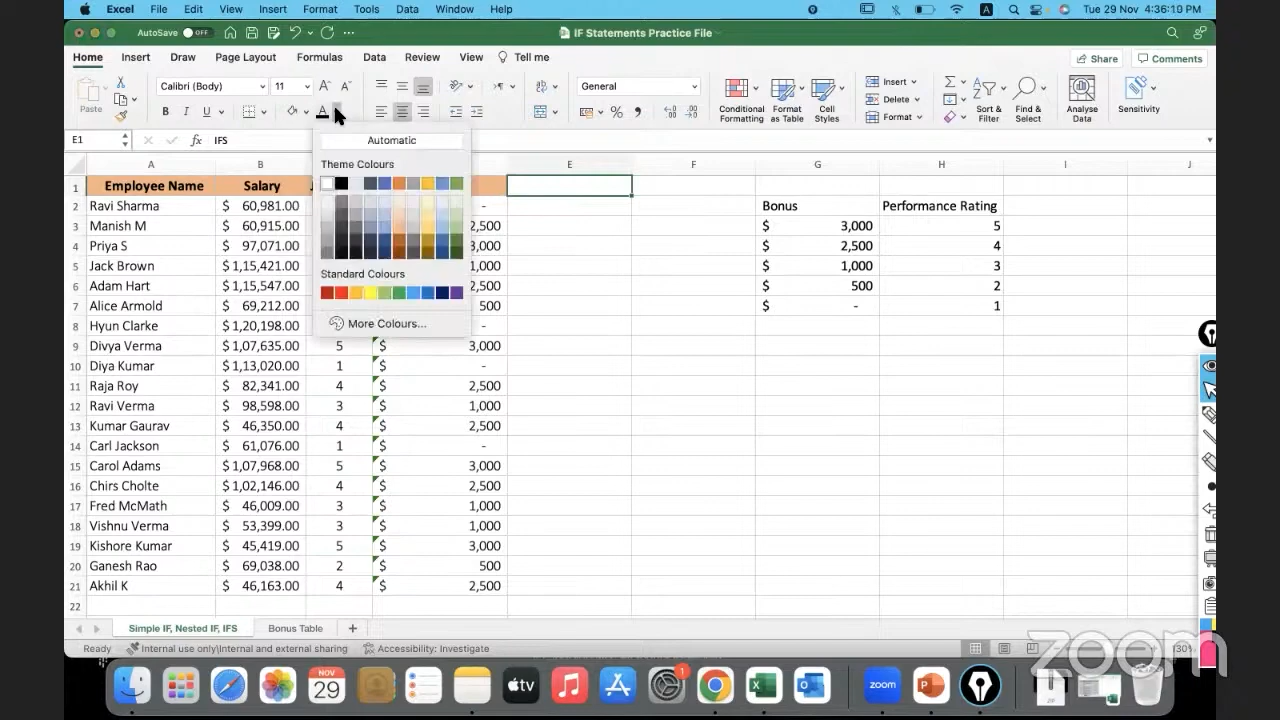 Excel File Edit View Insert Format Tools Data Window Help A Tue 29 Nov 4:36:10 PM
AutoSave OFF IF Statements Practice File
Home Insert Draw Page Layout Formulas Data Review View Tell me Share Comments
Paste Calibri (Body) 11 A A General Conditional Formatting Format as Table Cell Styles Insert Delete Format Sort & Filter Find & Select Analyse Data Sensitivity
B I U A
E1 fx IFS
Automatic
Theme Colours
Standard Colours
More Colours...
A B E F G H I J
1 Employee Name Salary
2 Ravi Sharma $ 60,981.00 - Bonus Performance Rating
3 Manish M $ 60,915.00 2,500 $ 3,000 5
4 Priya S $ 97,071.00 3,000 $ 2,500 4
5 Jack Brown $ 1,15,421.00 1,000 $ 1,000 3
6 Adam Hart $ 1,15,547.00 2,500 $ 500 2
7 Alice Armold $ 69,212.00 500 $ - 1
8 Hyun Clarke $ 1,20,198.00 -
9 Divya Verma $ 1,07,635.00 5 $ 3,000
10 Diya Kumar $ 1,13,020.00 1 $ -
11 Raja Roy $ 82,341.00 4 $ 2,500
12 Ravi Verma $ 98,598.00 3 $ 1,000
13 Kumar Gaurav $ 46,350.00 4 $ 2,500
14 Carl Jackson $ 61,076.00 1 $ -
15 Carol Adams $ 1,07,968.00 5 $ 3,000
16 Chirs Cholte $ 1,02,146.00 4 $ 2,500
17 Fred McMath $ 46,009.00 3 $ 1,000
18 Vishnu Verma $ 53,399.00 3 $ 1,000
19 Kishore Kumar $ 45,419.00 5 $ 3,000
20 Ganesh Rao $ 69,038.00 2 $ 500
21 Akhil K $ 46,163.00 4 $ 2,500
22
Simple IF, Nested IF, IFS Bonus Table +
Ready Internal use only\Internal and external sharing Accessibility: Investigate
zoom
NOV 29 tv 1 zoom